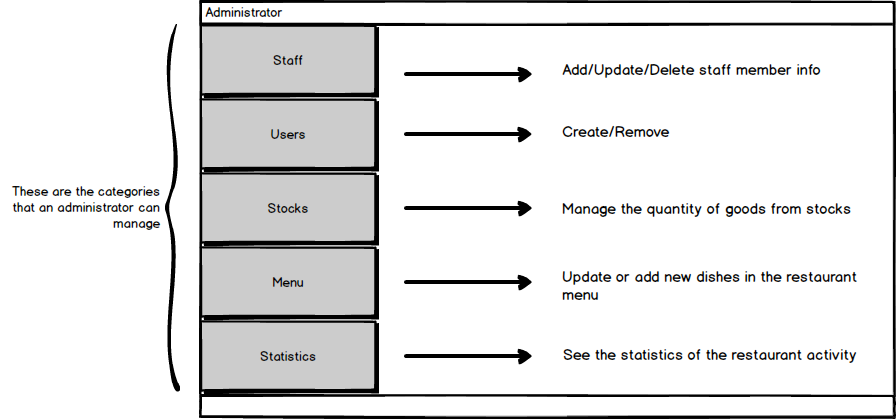 Administrator
Staff
Add/Update/Delete staff member info
Users
Create/Remove
These are the categories
that an administrator can
manage
Stocks
Manage the quantity of goods from stocks
Menu
Update or add new dishes in the restaurant
menu
Statistics
See the statistics of the restaurant activity